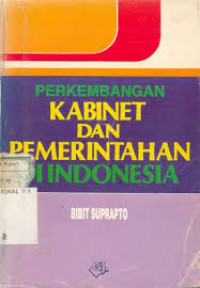 PERKEMBANGAN
KABINET
DAN
PEMERINTAHAN
DI INDONESIA
BIBIT SUPRAPTO